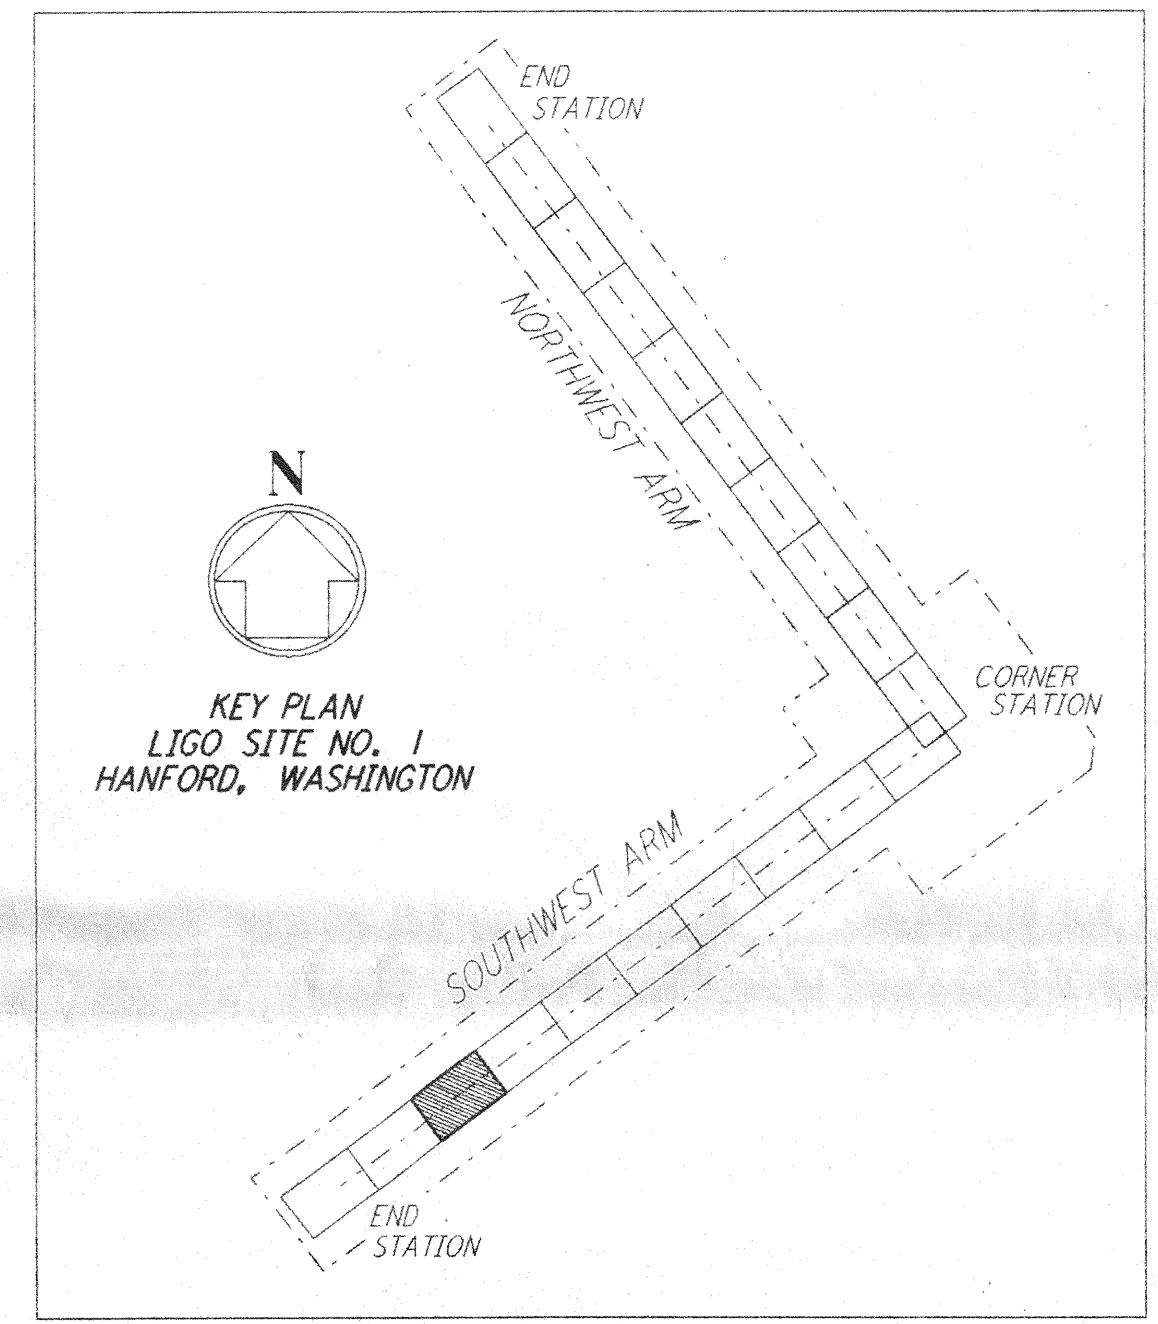 END
STATION
NORTHWEST ARM
N
KEY PLAN
LIGO SITE NO. 1
HANFORD, WASHINGTON
CORNER
STATION
SOUTHWEST ARM
END
STATION